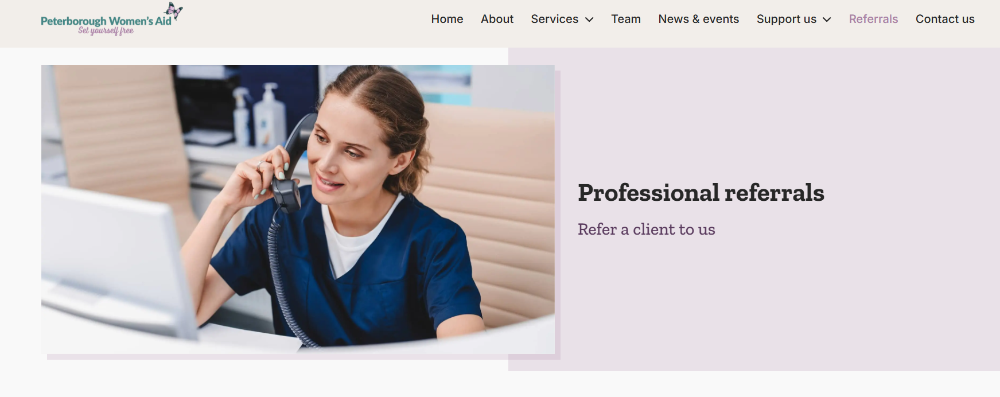 Peterborough Women's Aid
Set yourself free
Home About Services Team News & events Support us Referrals Contact us
Professional referrals
Refer a client to us